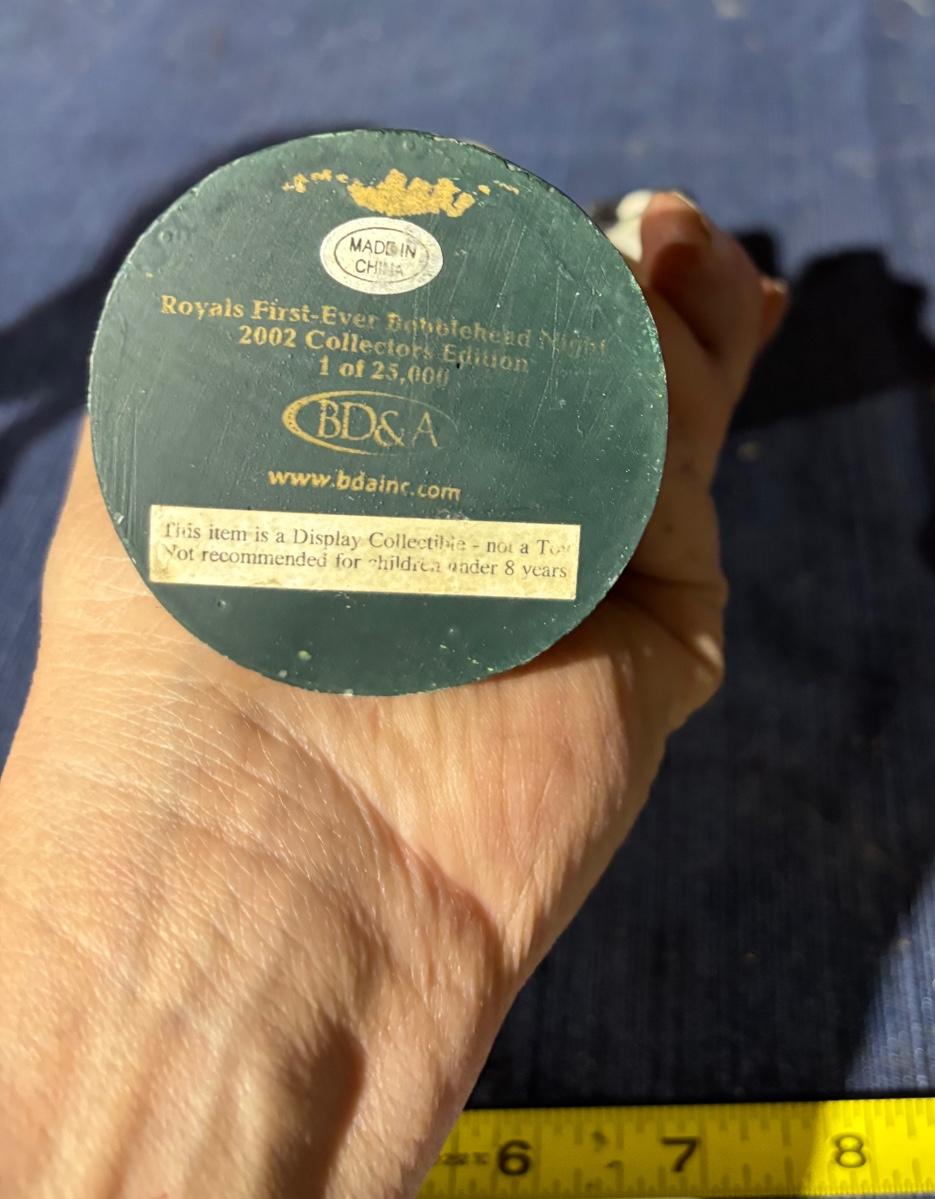 MADE IN
CHINA
Royals First-Ever Bobblehead Night
2002 Collectors Edition
1 of 25,000
BD&A
www.bdainc.com
This item is a Display Collectible - not a Toy
Not recommended for children under 8 years
6 7 8